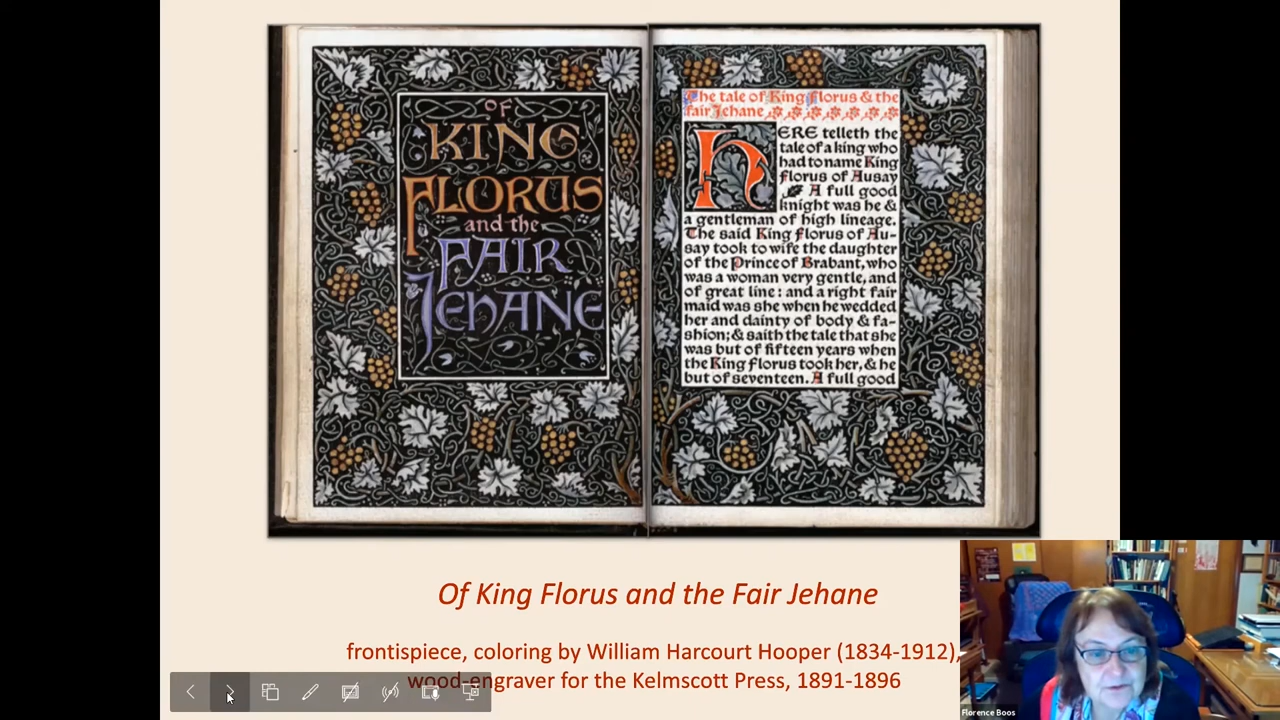 OF
KING
FLORUS
and the
FAIR
JEHANE
The tale of King Florus & the
fair Jehane
HERE telleth the
tale of a king who
had to name King
Florus of Ausay
A full good
knight was he &
a gentleman of high lineage.
The said King Florus of Au-
say took to wife the daughter
of the Prince of Brabant, who
was a woman very gentle, and
of great line: and a right fair
maid was she when he wedded
her and dainty of body & fa-
shion; & saith the tale that she
was but of fifteen years when
the King Florus took her, & he
but of seventeen. A full good
Of King Florus and the Fair Jehane
frontispiece, coloring by William Harcourt Hooper (1834-1912),
wood-engraver for the Kelmscott Press, 1891-1896
Florence Boos